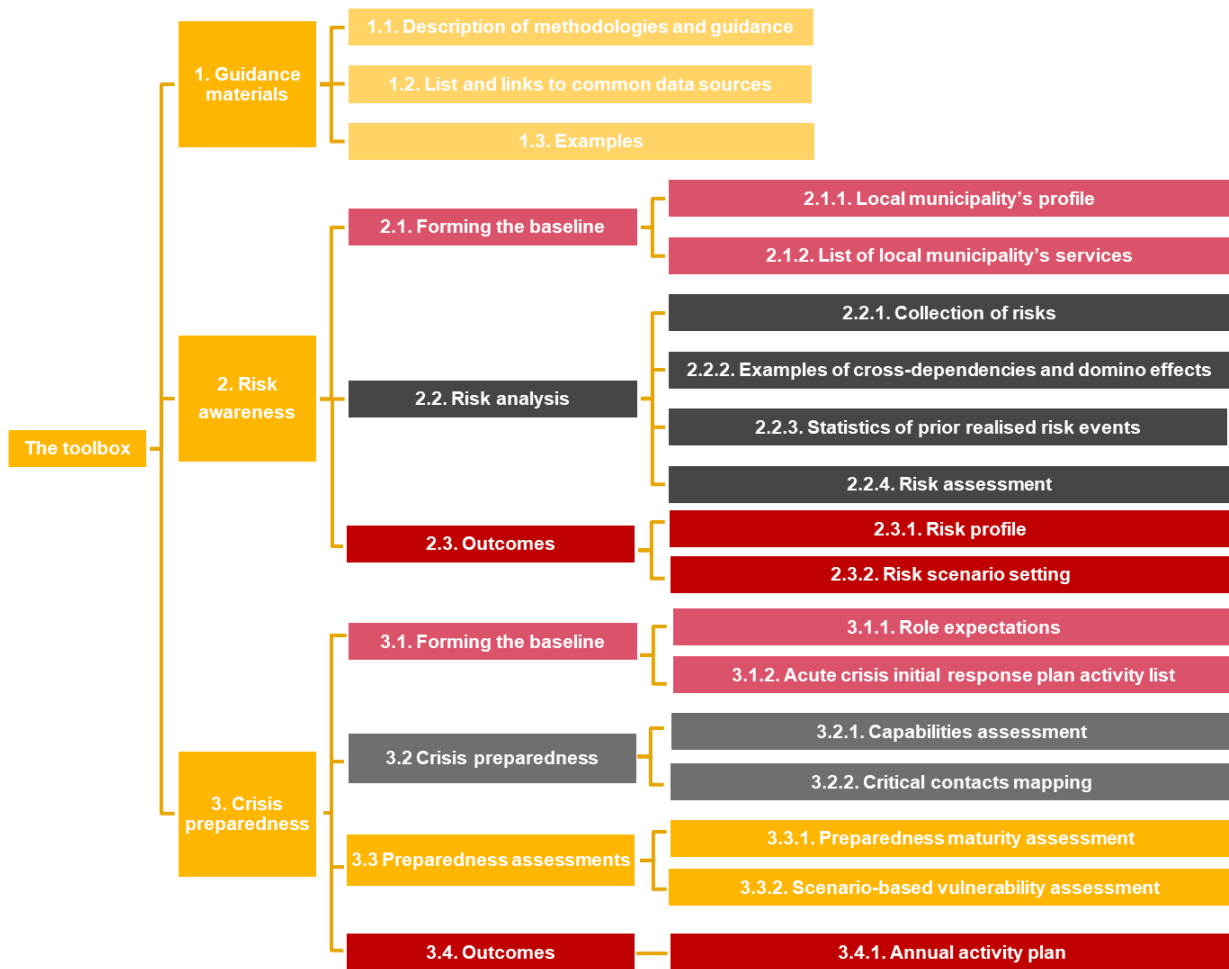 The toolbox
1. Guidance
materials
1.1. Description of methodologies and guidance
1.2. List and links to common data sources
1.3. Examples
2. Risk
awareness
2.1. Forming the baseline
2.1.1. Local municipality’s profile
2.1.2. List of local municipality’s services
2.2. Risk analysis
2.2.1. Collection of risks
2.2.2. Examples of cross-dependencies and domino effects
2.2.3. Statistics of prior realised risk events
2.2.4. Risk assessment
2.3. Outcomes
2.3.1. Risk profile
2.3.2. Risk scenario setting
3. Crisis
preparedness
3.1. Forming the baseline
3.1.1. Role expectations
3.1.2. Acute crisis initial response plan activity list
3.2 Crisis preparedness
3.2.1. Capabilities assessment
3.2.2. Critical contacts mapping
3.3 Preparedness assessments
3.3.1. Preparedness maturity assessment
3.3.2. Scenario-based vulnerability assessment
3.4. Outcomes
3.4.1. Annual activity plan